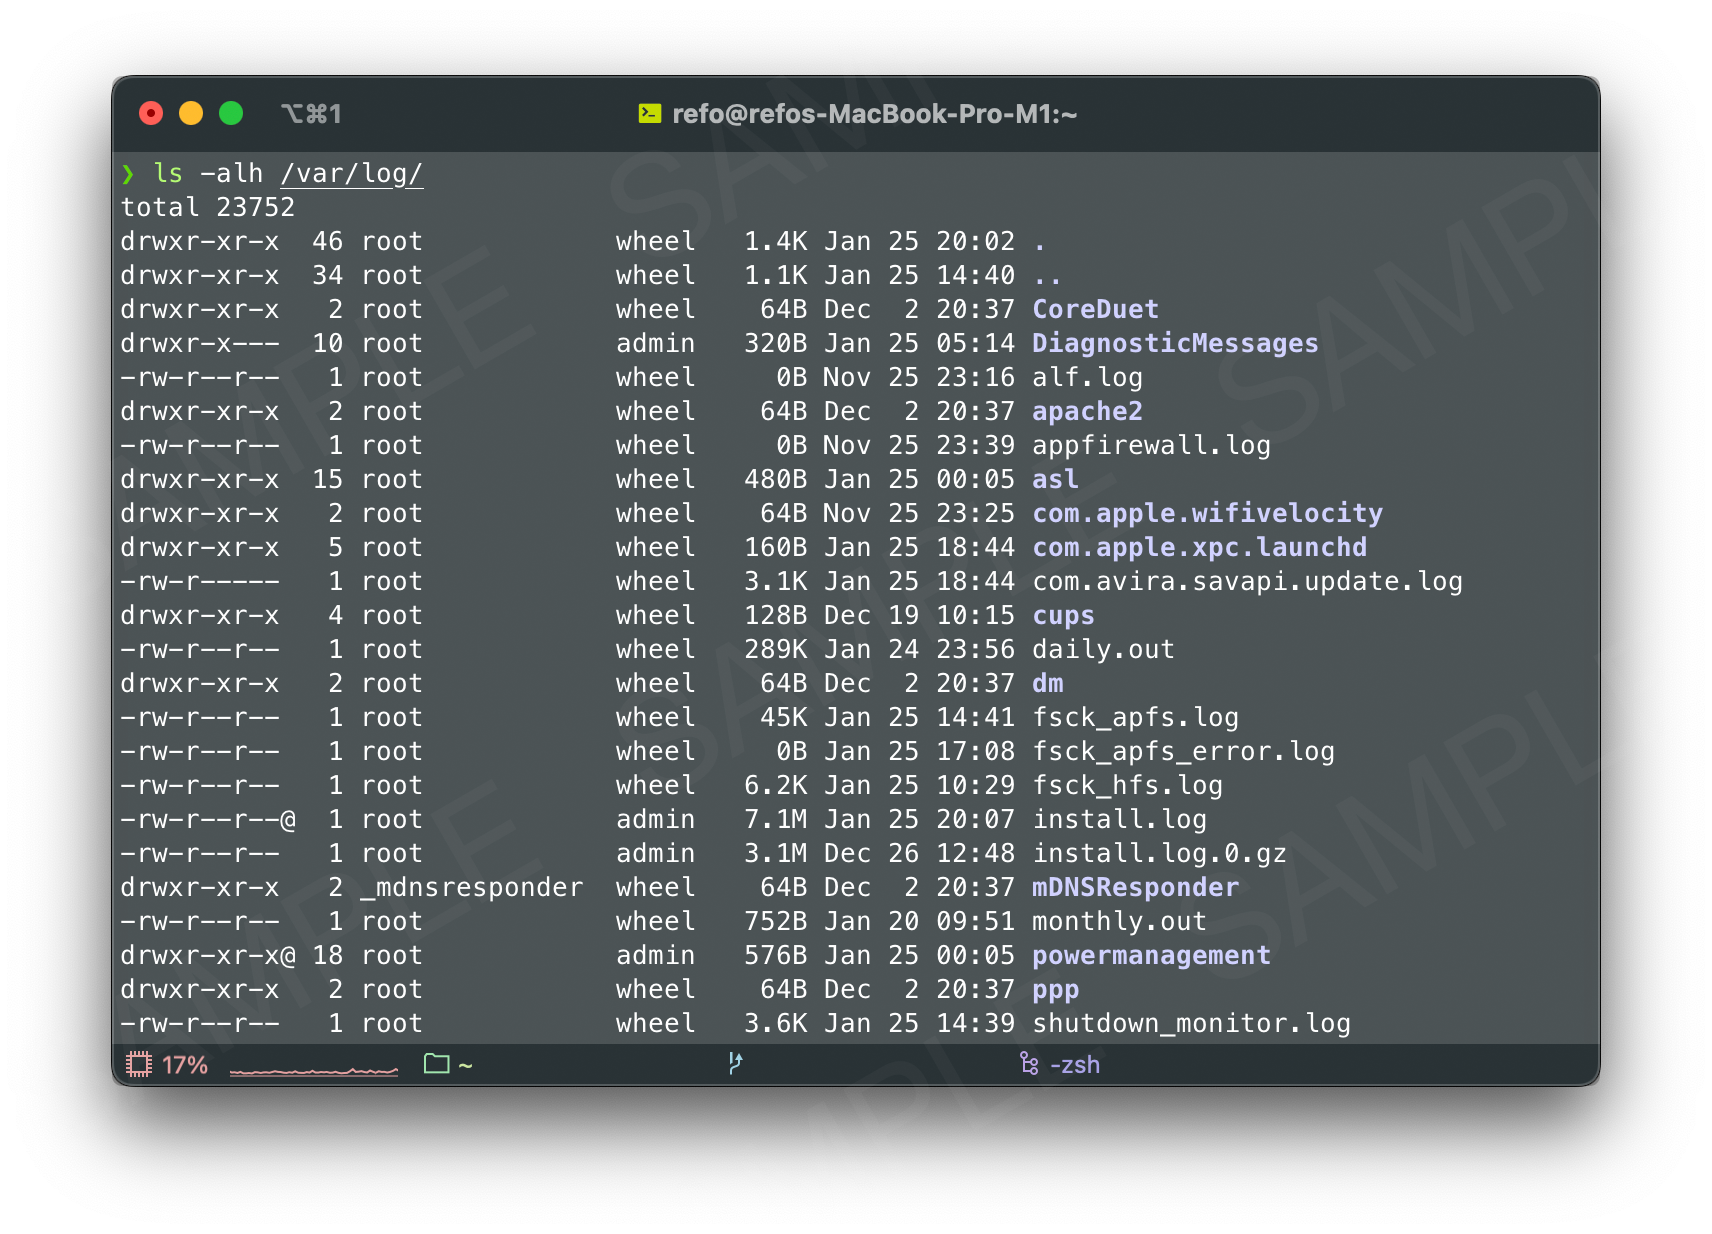 ⌥⌘1
refo@refos-MacBook-Pro-M1:~
❯ ls -alh /var/log/
total 23752
drwxr-xr-x  46 root            wheel   1.4K Jan 25 20:02 .
drwxr-xr-x  34 root            wheel   1.1K Jan 25 14:40 ..
drwxr-xr-x   2 root            wheel    64B Dec  2 20:37 CoreDuet
drwxr-x---  10 root            admin   320B Jan 25 05:14 DiagnosticMessages
-rw-r--r--   1 root            wheel     0B Nov 25 23:16 alf.log
drwxr-xr-x   2 root            wheel    64B Dec  2 20:37 apache2
-rw-r--r--   1 root            wheel     0B Nov 25 23:39 appfirewall.log
drwxr-xr-x  15 root            wheel   480B Jan 25 00:05 asl
drwxr-xr-x   2 root            wheel    64B Nov 25 23:25 com.apple.wifivelocity
drwxr-xr-x   5 root            wheel   160B Jan 25 18:44 com.apple.xpc.launchd
-rw-r-----   1 root            wheel   3.1K Jan 25 18:44 com.avira.savapi.update.log
drwxr-xr-x   4 root            wheel   128B Dec 19 10:15 cups
-rw-r--r--   1 root            wheel   289K Jan 24 23:56 daily.out
drwxr-xr-x   2 root            wheel    64B Dec  2 20:37 dm
-rw-r--r--   1 root            wheel    45K Jan 25 14:41 fsck_apfs.log
-rw-r--r--   1 root            wheel     0B Jan 25 17:08 fsck_apfs_error.log
-rw-r--r--   1 root            wheel   6.2K Jan 25 10:29 fsck_hfs.log
-rw-r--r--@  1 root            admin   7.1M Jan 25 20:07 install.log
-rw-r--r--   1 root            admin   3.1M Dec 26 12:48 install.log.0.gz
drwxr-xr-x   2 _mdnsresponder  wheel    64B Dec  2 20:37 mDNSResponder
-rw-r--r--   1 root            wheel   752B Jan 20 09:51 monthly.out
drwxr-xr-x@ 18 root            admin   576B Jan 25 00:05 powermanagement
drwxr-xr-x   2 root            wheel    64B Dec  2 20:37 ppp
-rw-r--r--   1 root            wheel   3.6K Jan 25 14:39 shutdown_monitor.log
17% ~ -zsh
SAMPLE
SAMPLE
SAMPLE
SAMPLE
SAMPLE
SAMPLE